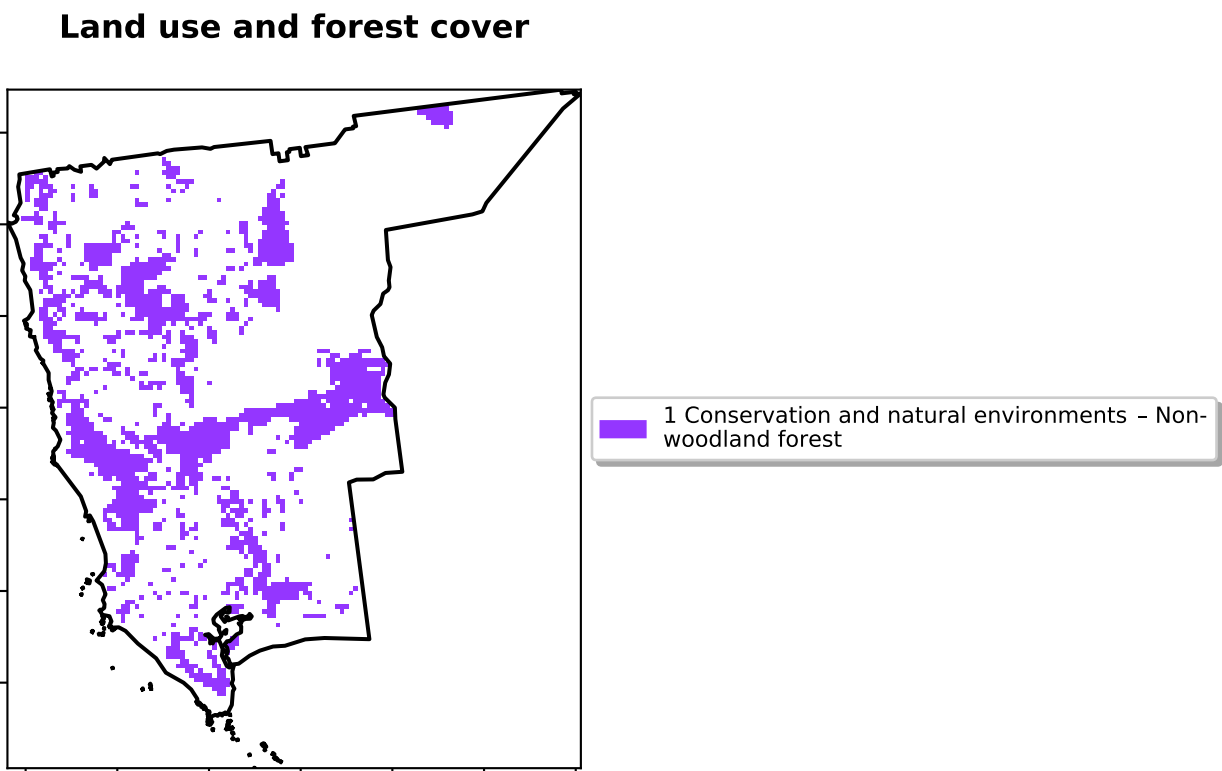 Land use and forest cover
1 Conservation and natural environments – Non-
woodland forest